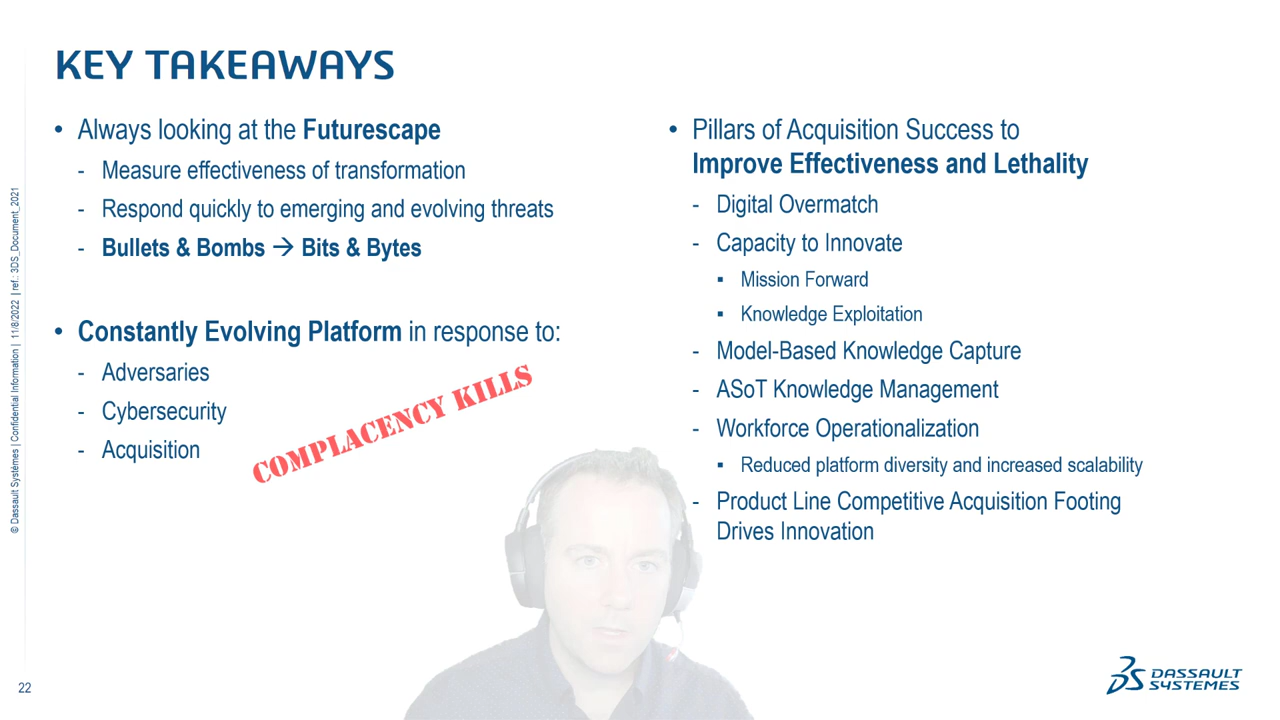 KEY TAKEAWAYS
• Always looking at the Futurescape
- Measure effectiveness of transformation
- Respond quickly to emerging and evolving threats
- Bullets & Bombs → Bits & Bytes
• Constantly Evolving Platform in response to:
- Adversaries
- Cybersecurity
- Acquisition
COMPLACENCY KILLS
• Pillars of Acquisition Success to
Improve Effectiveness and Lethality
- Digital Overmatch
- Capacity to Innovate
▪ Mission Forward
▪ Knowledge Exploitation
- Model-Based Knowledge Capture
- ASoT Knowledge Management
- Workforce Operationalization
▪ Reduced platform diversity and increased scalability
- Product Line Competitive Acquisition Footing
Drives Innovation
© Dassault Systèmes | Confidential Information | 11/8/2022 | ref.: 3DS_Document_2021
22
3DS DASSAULT
SYSTEMES